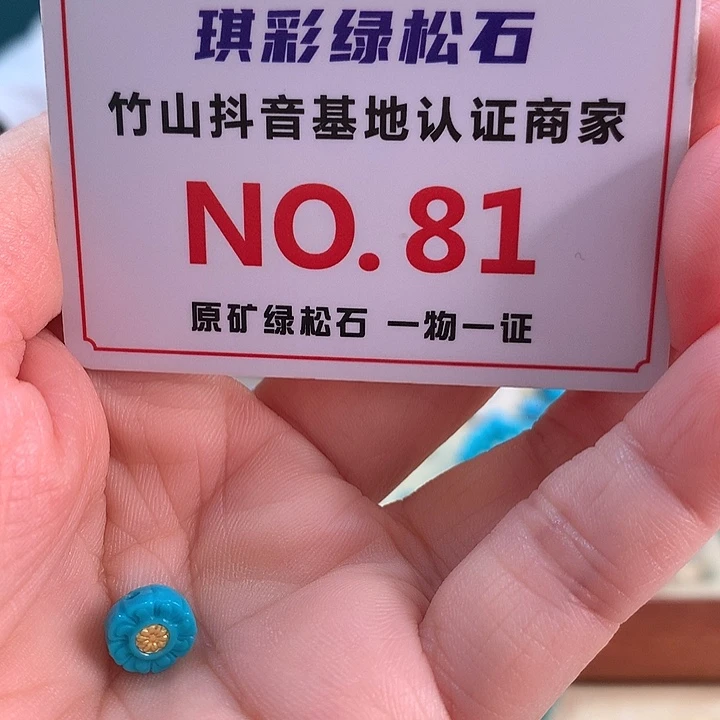 琪彩绿松石
竹山抖音基地认证商家
NO.81
原矿绿松石 一物一证